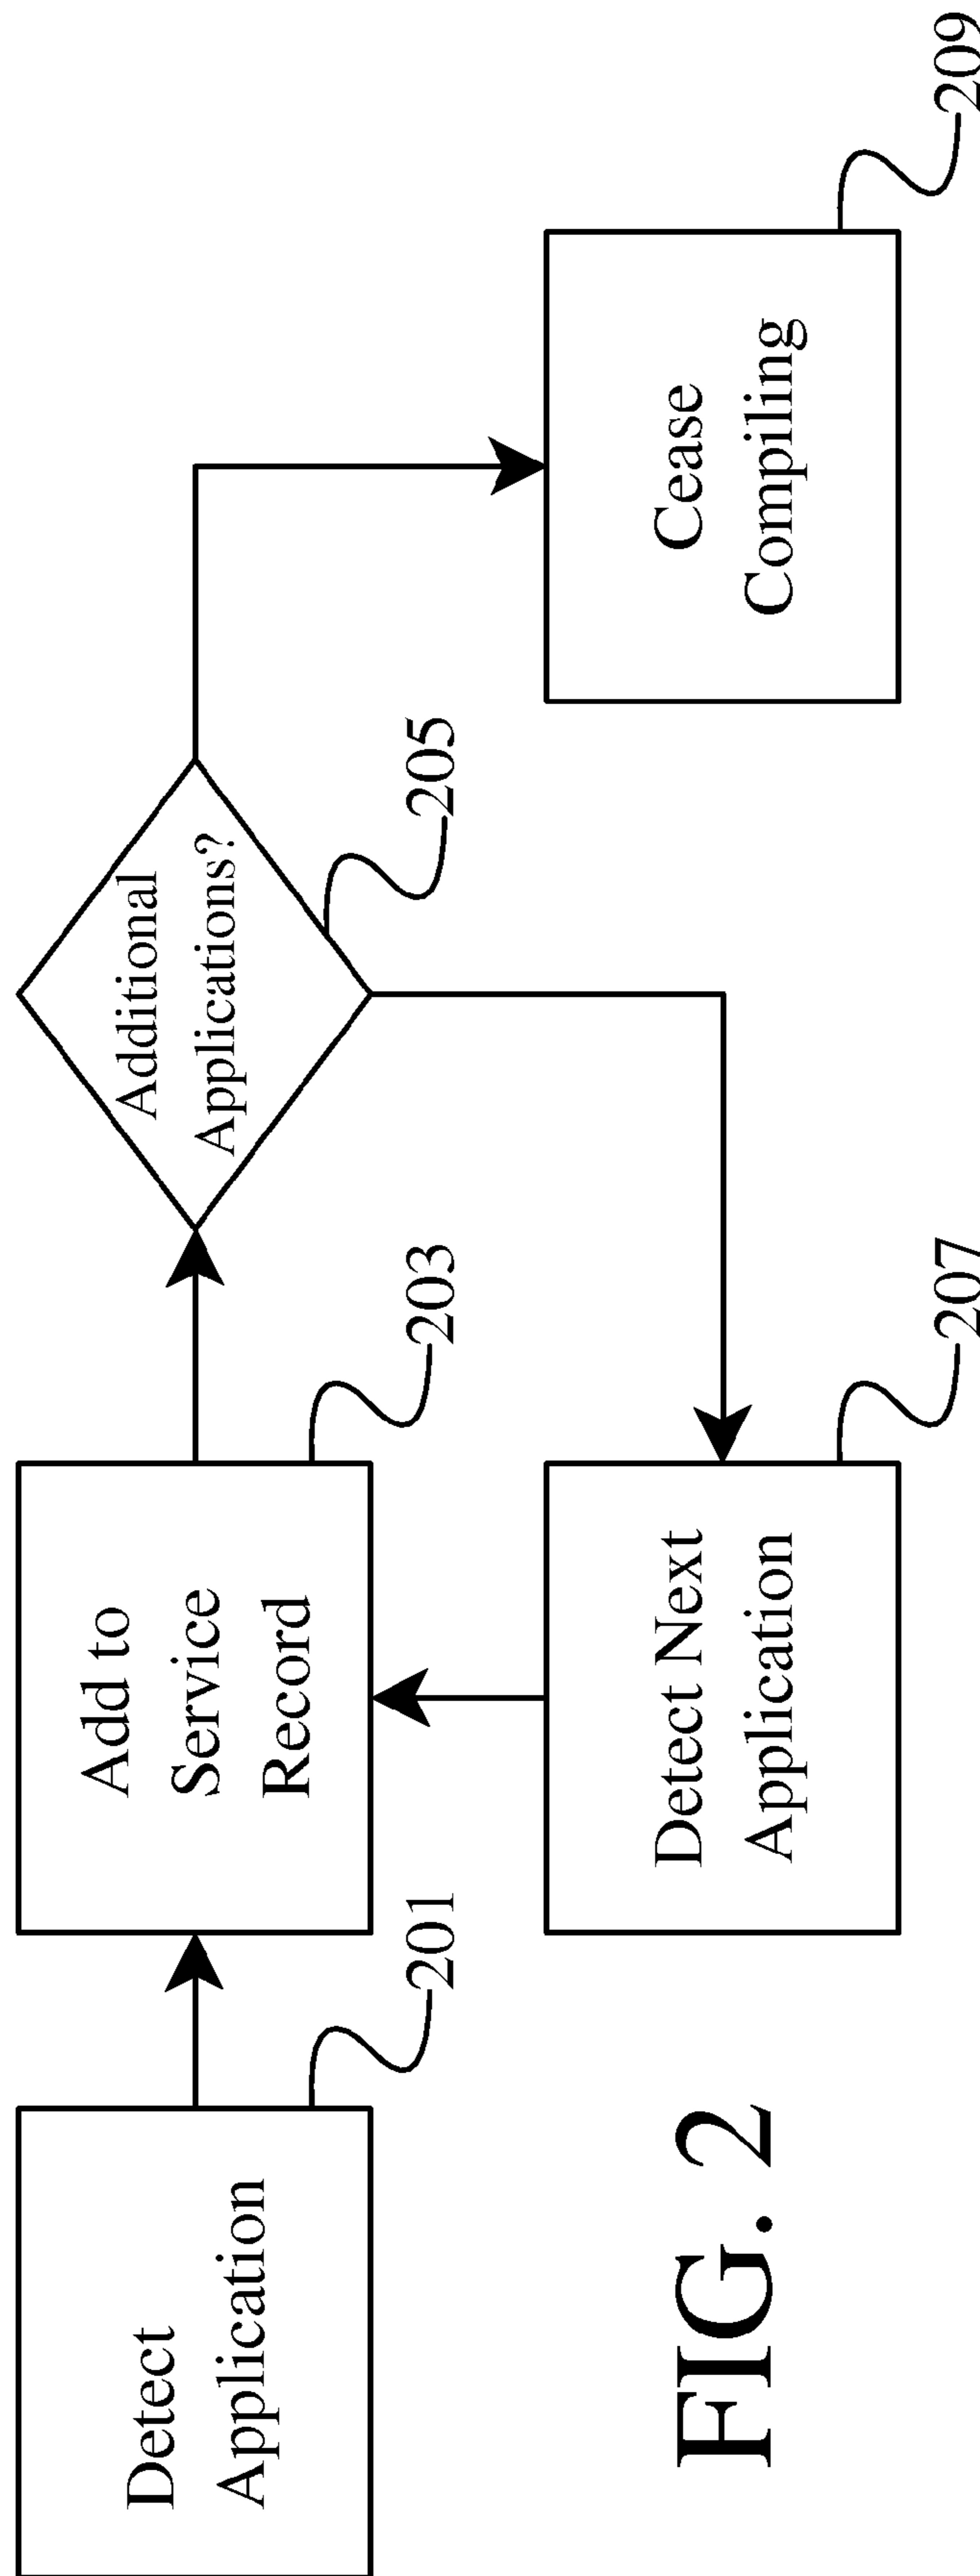 Detect
Application
201
Add to
Service
Record
203
Additional
Applications?
205
Detect Next
Application
207
Cease
Compiling
209
FIG. 2